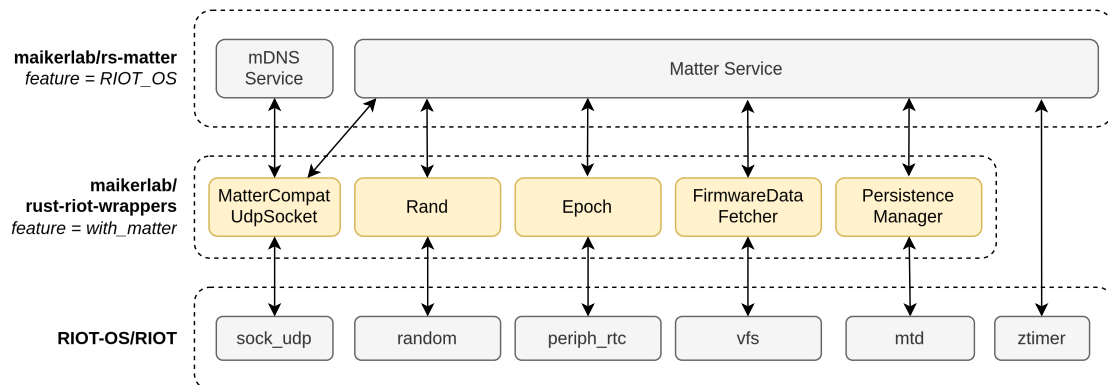 maikerlab/rs-matter
feature = RIOT_OS
mDNS
Service
Matter Service
maikerlab/
rust-riot-wrappers
feature = with_matter
MatterCompat
UdpSocket
Rand
Epoch
FirmwareData
Fetcher
Persistence
Manager
RIOT-OS/RIOT
sock_udp
random
periph_rtc
vfs
mtd
ztimer